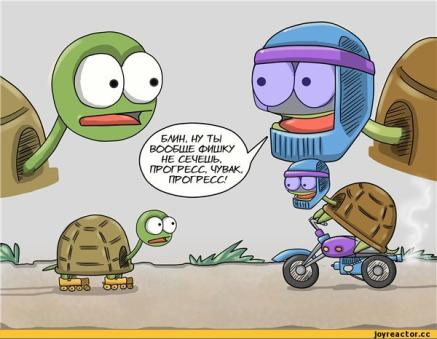 БЛИН, НУ ТЫ
ВООБЩЕ ФИШКУ
НЕ СЕЧЕШЬ,
ПРОГРЕСС, ЧУВАК,
ПРОГРЕСС!
joyreactor.cc